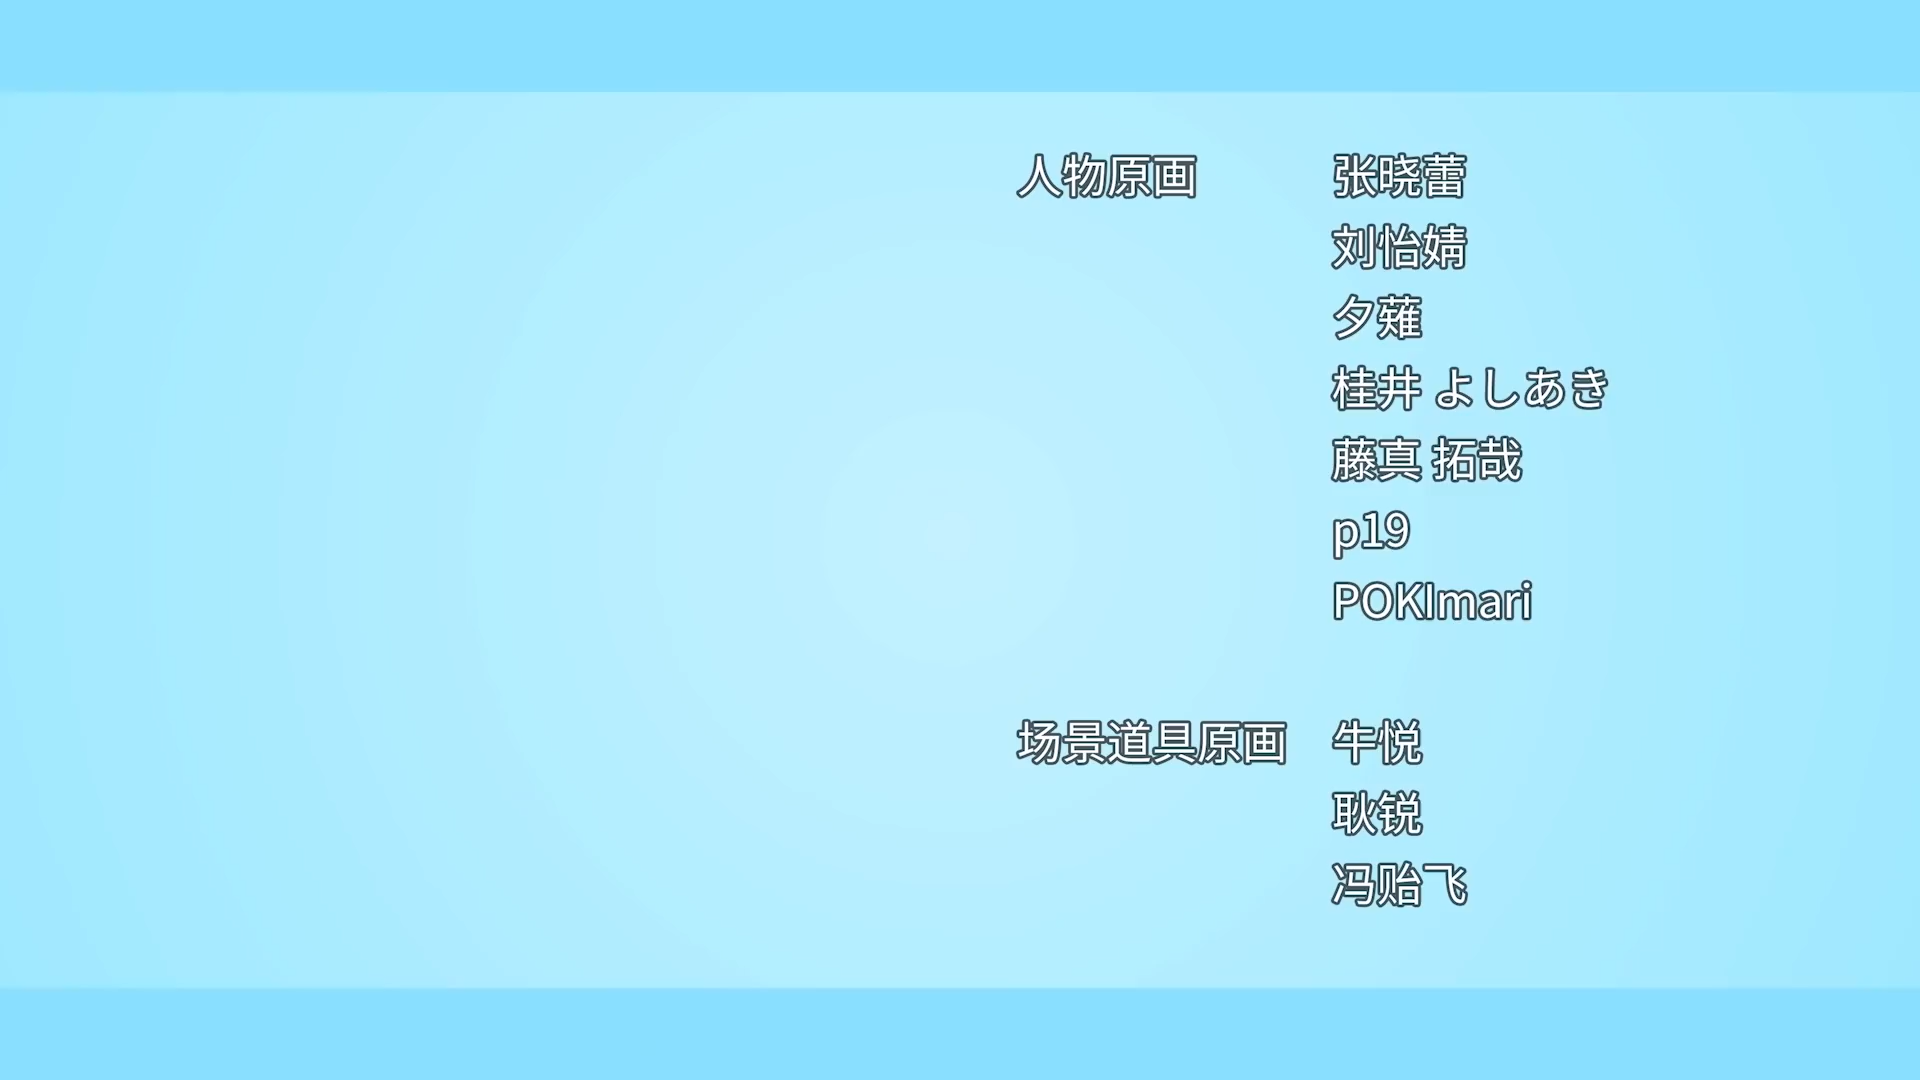 人物原画 张晓蕾
刘怡婧
夕薙
桂井 よしあき
藤真 拓哉
p19
POKImari
场景道具原画 牛悦
耿锐
冯贻飞